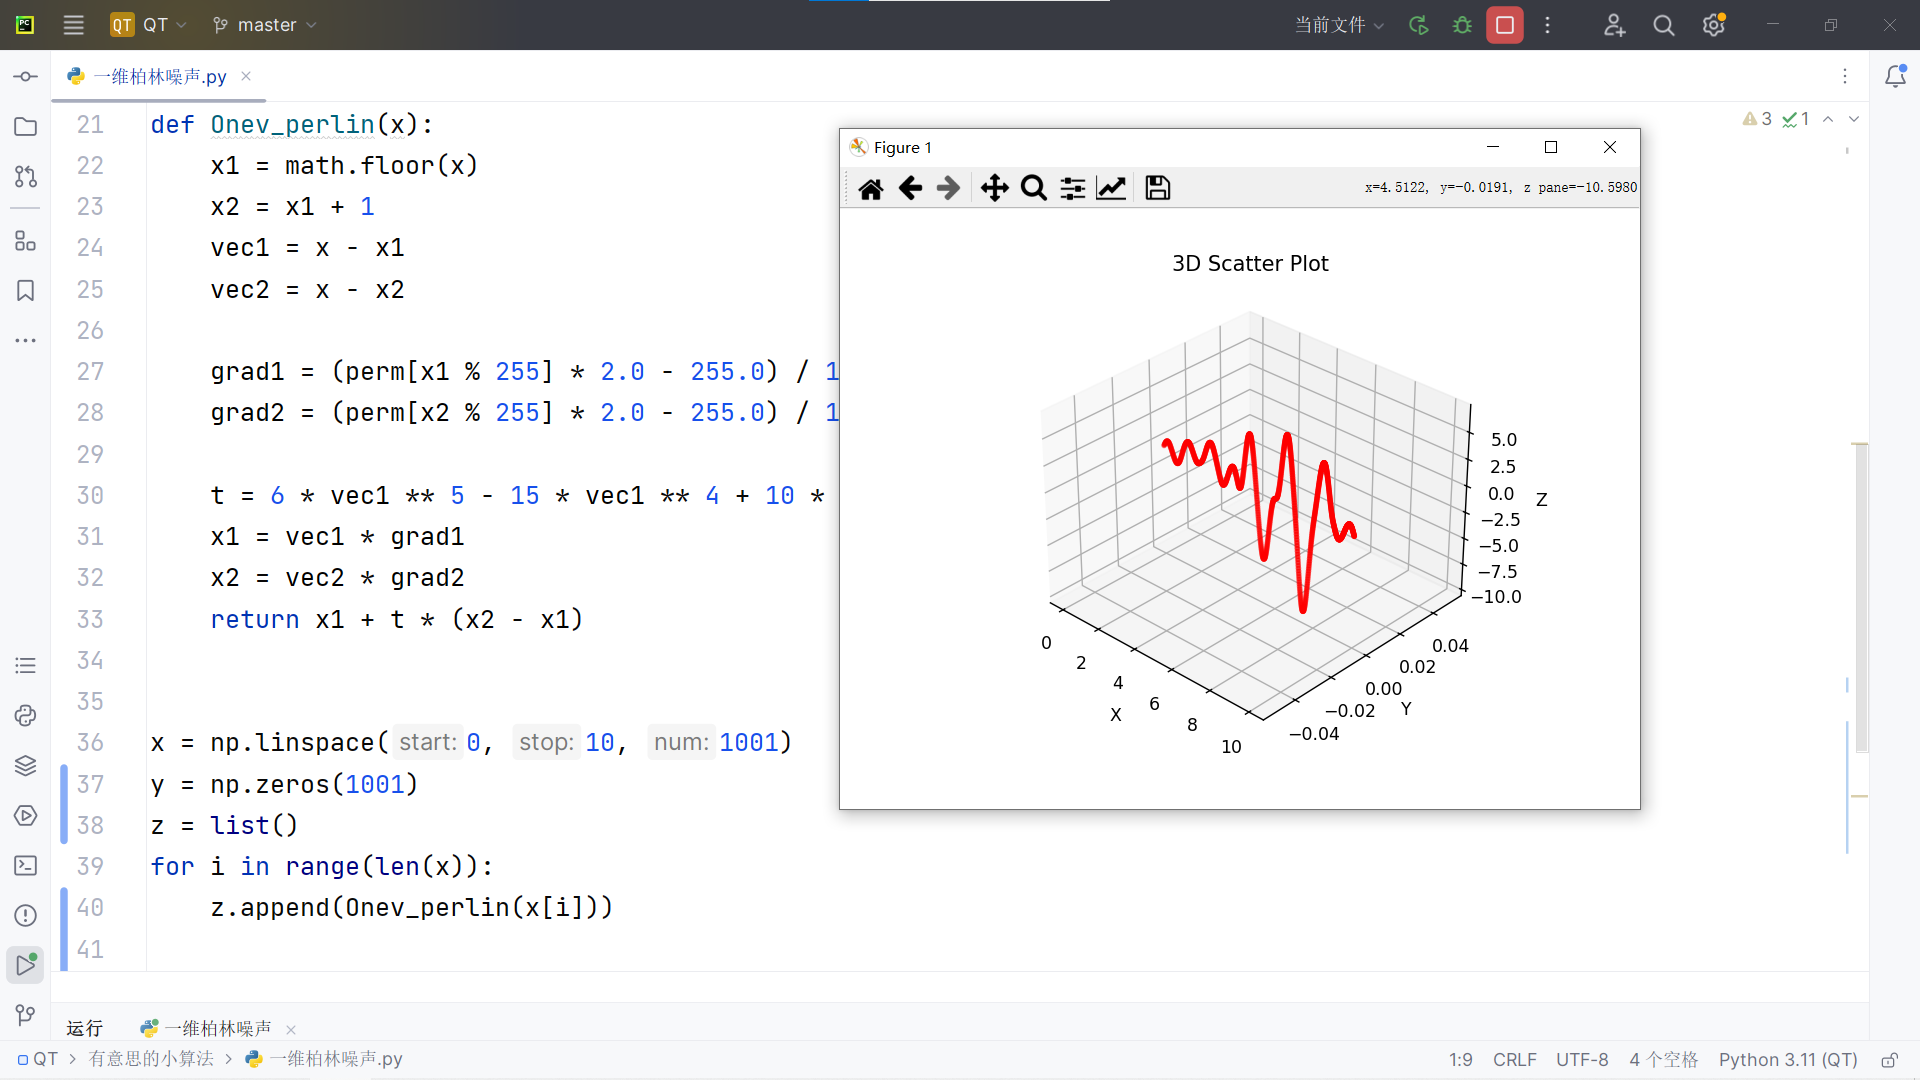 QT QT master 当前文件
一维柏林噪声.py
3 1
21 def Onev_perlin(x):
22 x1 = math.floor(x)
23 x2 = x1 + 1
24 vec1 = x - x1
25 vec2 = x - x2
26
27 grad1 = (perm[x1 % 255] * 2.0 - 255.0) / 1
28 grad2 = (perm[x2 % 255] * 2.0 - 255.0) / 1
29
30 t = 6 * vec1 ** 5 - 15 * vec1 ** 4 + 10 *
31 x1 = vec1 * grad1
32 x2 = vec2 * grad2
33 return x1 + t * (x2 - x1)
34
35
36 x = np.linspace( start: 0, stop: 10, num: 1001)
37 y = np.zeros(1001)
38 z = list()
39 for i in range(len(x)):
40 z.append(Onev_perlin(x[i]))
41
Figure 1
x=4.5122, y=−0.0191, z pane=−10.5980
3D Scatter Plot
5.0
2.5
0.0
−2.5
−5.0
−7.5
−10.0
Z
0
2
4
6
8
10
X
−0.04
−0.02
0.00
0.02
0.04
Y
运行 一维柏林噪声
QT > 有意思的小算法 > 一维柏林噪声.py
1:9 CRLF UTF-8 4 个空格 Python 3.11 (QT)